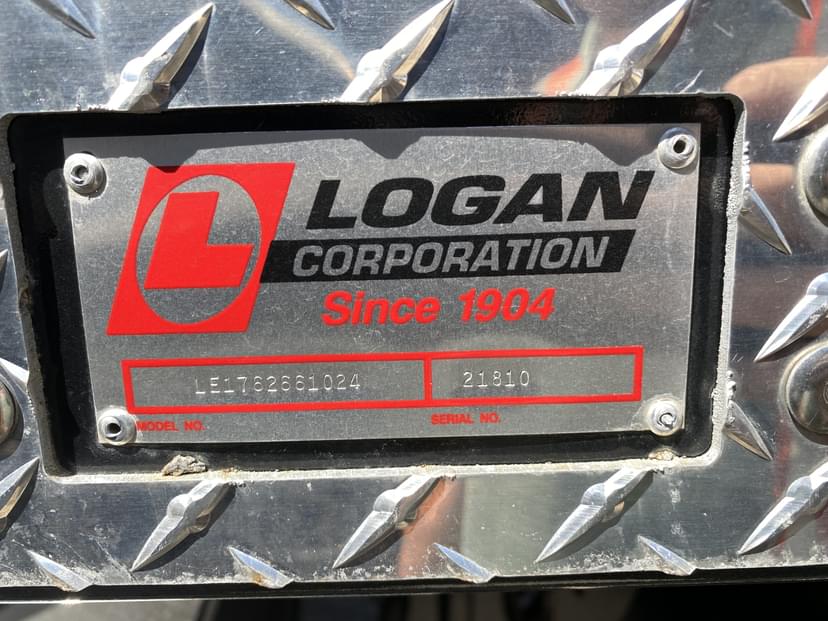 L
LOGAN
CORPORATION
Since 1904
LE1762661024 21810
MODEL NO. SERIAL NO.